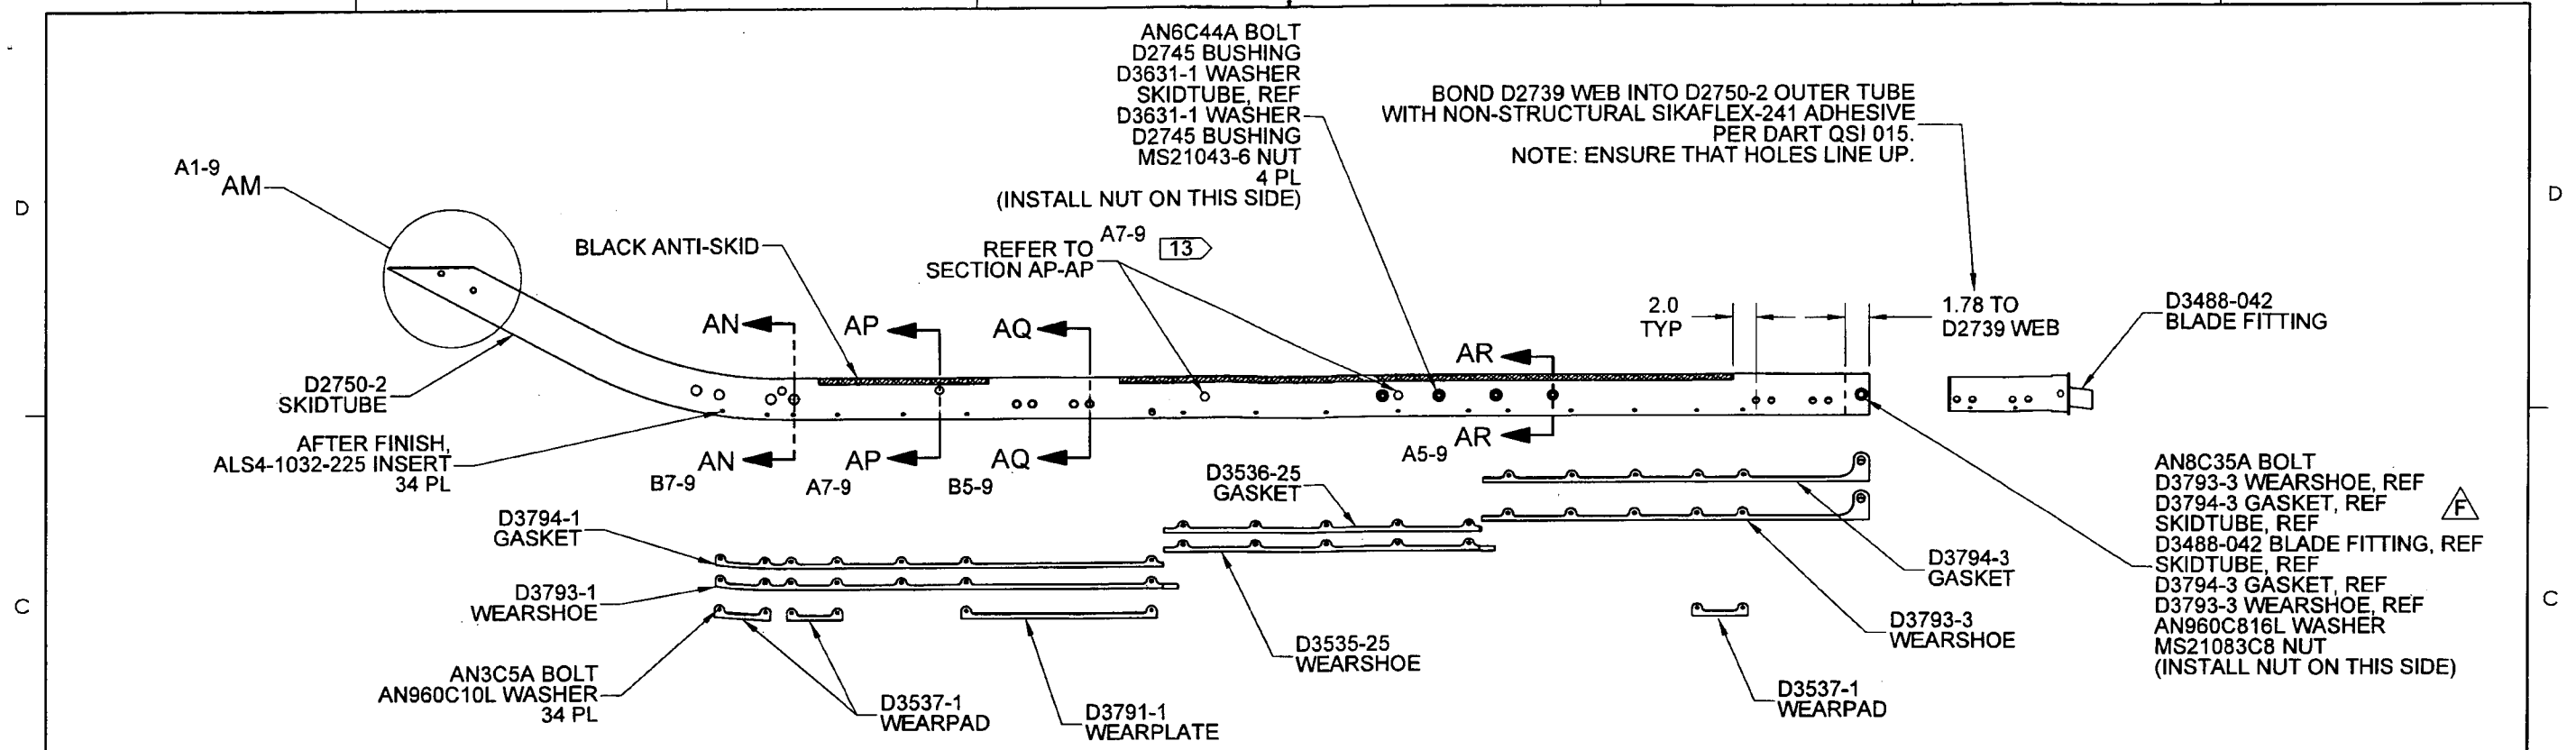 AN6C44A BOLT
D2745 BUSHING
D3631-1 WASHER
SKIDTUBE, REF
D3631-1 WASHER
D2745 BUSHING
MS21043-6 NUT
4 PL
(INSTALL NUT ON THIS SIDE)
BOND D2739 WEB INTO D2750-2 OUTER TUBE
WITH NON-STRUCTURAL SIKAFLEX-241 ADHESIVE
PER DART QSI 015.
NOTE: ENSURE THAT HOLES LINE UP.
A1-9
AM
D
D
BLACK ANTI-SKID
REFER TO
SECTION AP-AP
A7-9
13
AN
AP
AQ
AR
2.0
TYP
1.78 TO
D2739 WEB
D3488-042
BLADE FITTING
D2750-2
SKIDTUBE
AFTER FINISH,
ALS4-1032-225 INSERT
34 PL
AN
AP
AQ
AR
B7-9
A7-9
B5-9
A5-9
D3536-25
GASKET
D3794-1
GASKET
D3793-1
WEARSHOE
AN3C5A BOLT
AN960C10L WASHER
34 PL
D3537-1
WEARPAD
D3791-1
WEARPLATE
D3535-25
WEARSHOE
D3794-3
GASKET
D3793-3
WEARSHOE
D3537-1
WEARPAD
AN8C35A BOLT
D3793-3 WEARSHOE, REF
D3794-3 GASKET, REF
SKIDTUBE, REF
D3488-042 BLADE FITTING, REF
SKIDTUBE, REF
D3794-3 GASKET, REF
D3793-3 WEARSHOE, REF
AN960C816L WASHER
MS21083C8 NUT
(INSTALL NUT ON THIS SIDE)
F
C
C